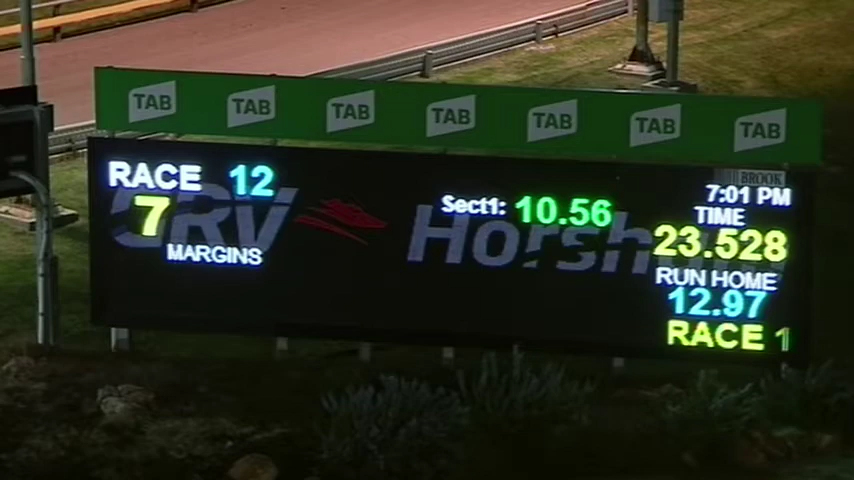 TAB TAB TAB TAB TAB TAB TAB
BROOK
RACE 12
7:01 PM
7
Sect1: 10.56
TIME
GRV
Horsh
23.528
MARGINS
RUN HOME
12.97
RACE 1